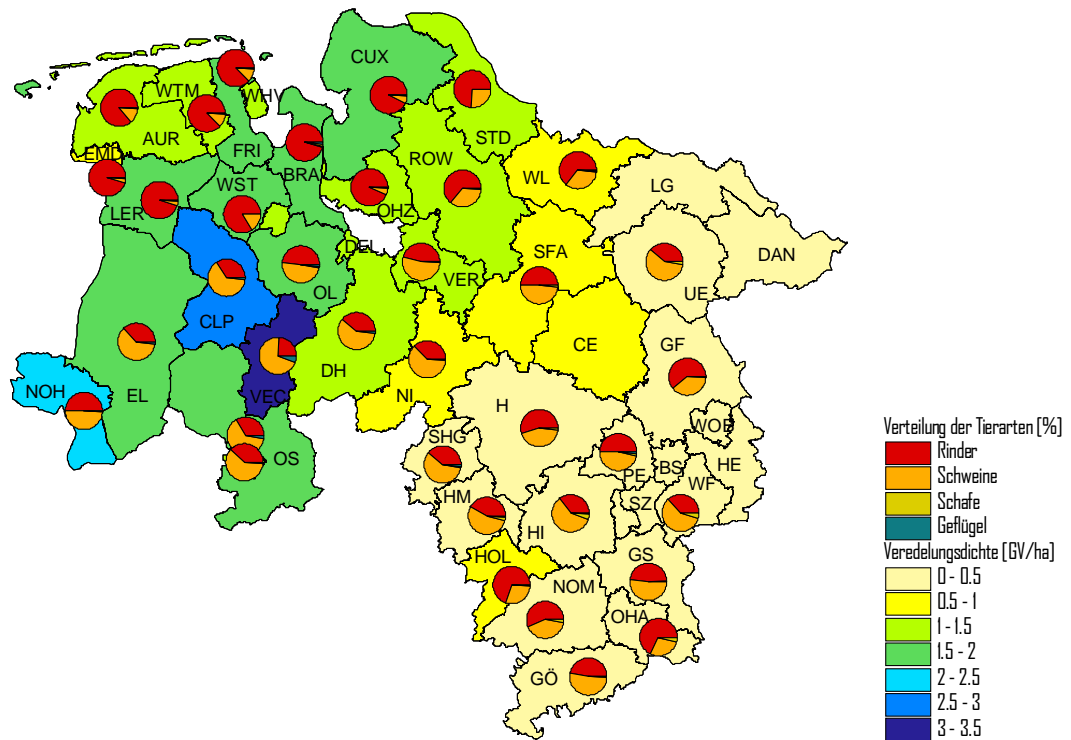 CUX
WTM
WHV
AUR
STD
EMD
FRI
ROW
BRA
WL
WST
LG
LER
OHZ
DEL
SFA
DAN
VER
OL
UE
CLP
CE
GF
DH
NOH
EL
VEC
NI
H
WOB
SHG
OS
PE
BS
HE
HM
WF
SZ
HI
HOL
GS
NOM
OHA
GÖ
Verteilung der Tierarten [%]
Rinder
Schweine
Schafe
Geflügel
Veredelungsdichte [GV/ha]
0 - 0.5
0.5 - 1
1 - 1.5
1.5 - 2
2 - 2.5
2.5 - 3
3 - 3.5